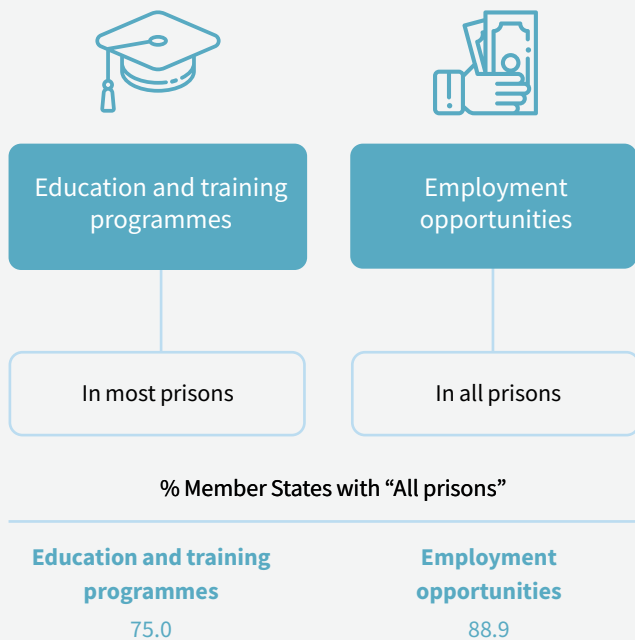 Education and training
programmes
Employment
opportunities
In most prisons
In all prisons
% Member States with “All prisons”
Education and training
programmes
Employment
opportunities
75.0
88.9